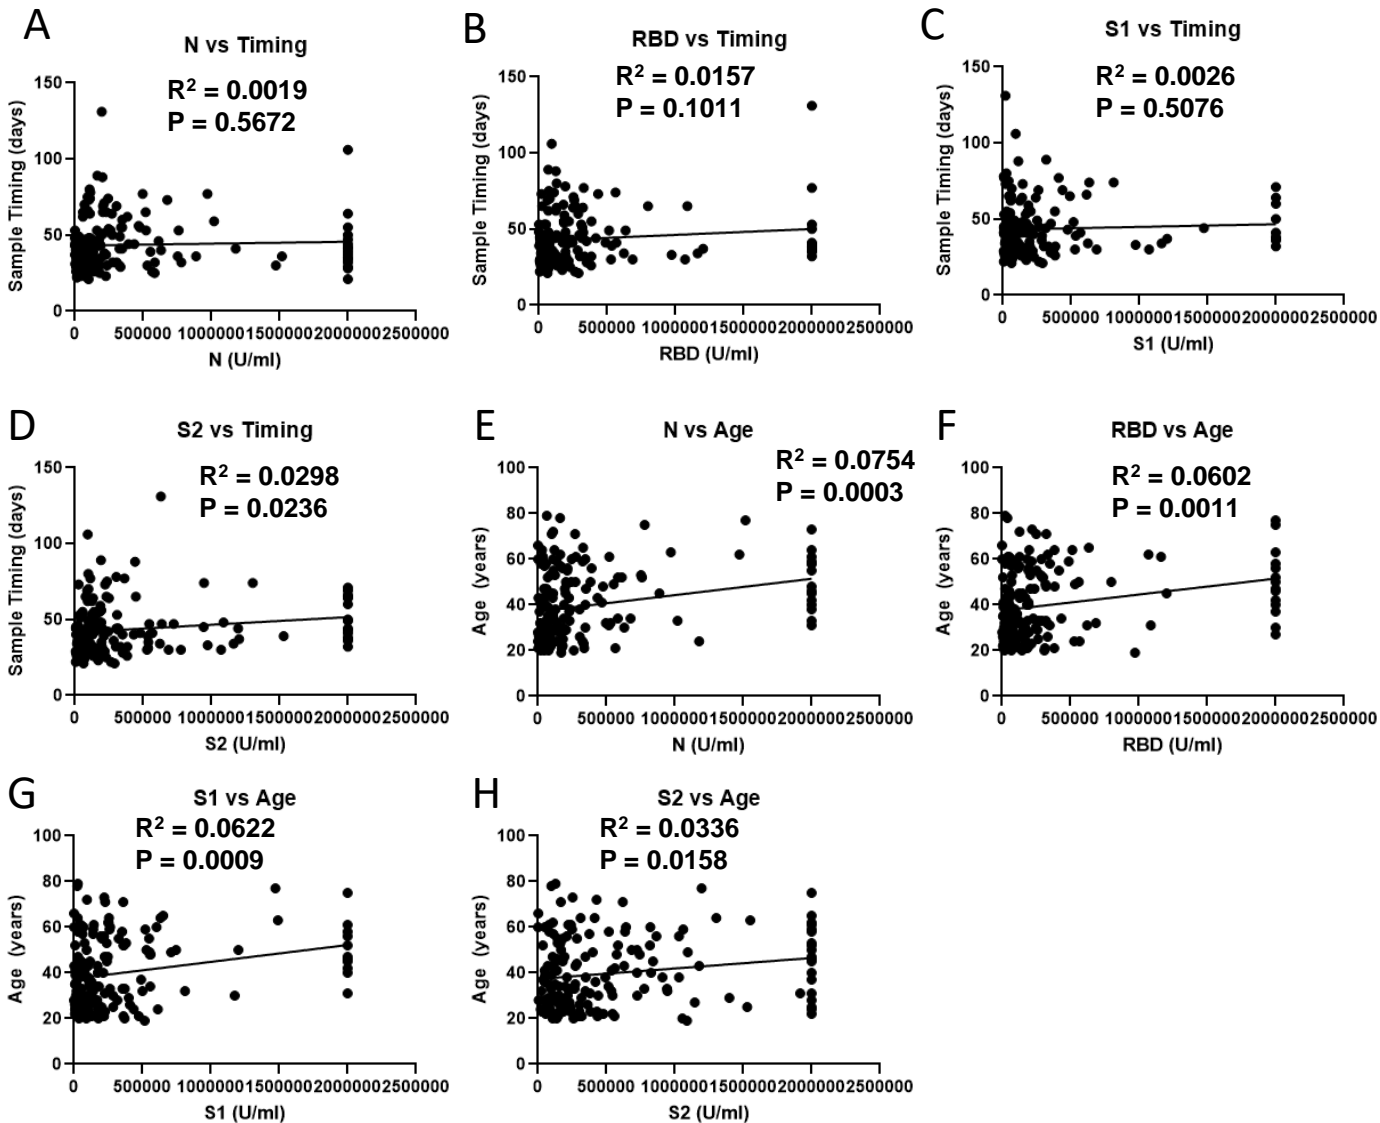 A
N vs Timing
R² = 0.0019
P = 0.5672
Sample Timing (days)
150
100
50
0
0 500000 1000000 1500000 2000000 2500000
N (U/ml)
B
RBD vs Timing
R² = 0.0157
P = 0.1011
Sample Timing (days)
150
100
50
0
0 500000 1000000 1500000 2000000 2500000
RBD (U/ml)
C
S1 vs Timing
R² = 0.0026
P = 0.5076
Sample Timing (days)
150
100
50
0
0 500000 1000000 1500000 2000000 2500000
S1 (U/ml)
D
S2 vs Timing
R² = 0.0298
P = 0.0236
Sample Timing (days)
150
100
50
0
0 500000 1000000 1500000 2000000 2500000
S2 (U/ml)
E
N vs Age
R² = 0.0754
P = 0.0003
Age (years)
100
80
60
40
20
0
0 500000 1000000 1500000 2000000 2500000
N (U/ml)
F
RBD vs Age
R² = 0.0602
P = 0.0011
Age (years)
100
80
60
40
20
0
0 500000 1000000 1500000 2000000 2500000
RBD (U/ml)
G
S1 vs Age
R² = 0.0622
P = 0.0009
Age (years)
100
80
60
40
20
0
0 500000 1000000 1500000 2000000 2500000
S1 (U/ml)
H
S2 vs Age
R² = 0.0336
P = 0.0158
Age (years)
100
80
60
40
20
0
0 500000 1000000 1500000 2000000 2500000
S2 (U/ml)